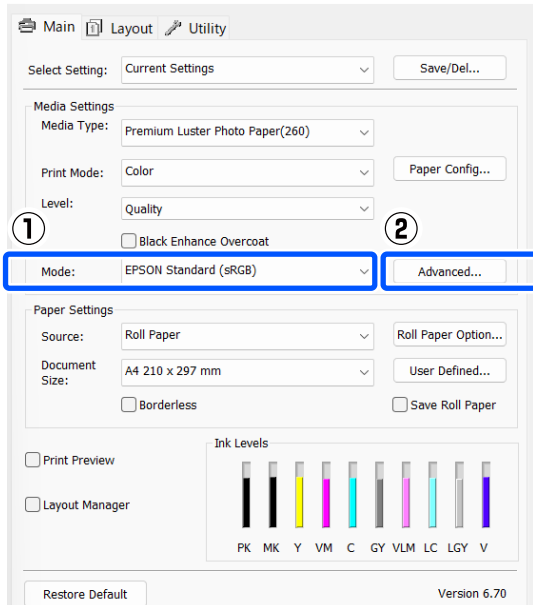 Main Layout Utility
Select Setting: Current Settings Save/Del...
Media Settings
Media Type: Premium Luster Photo Paper(260)
Print Mode: Color Paper Config...
Level: Quality
① ②
Black Enhance Overcoat
Mode: EPSON Standard (sRGB) Advanced...
Paper Settings
Source: Roll Paper Roll Paper Option...
Document
Size: A4 210 x 297 mm User Defined...
Borderless Save Roll Paper
Ink Levels
Print Preview
Layout Manager
PK MK Y VM C GY VLM LC LGY V
Restore Default Version 6.70